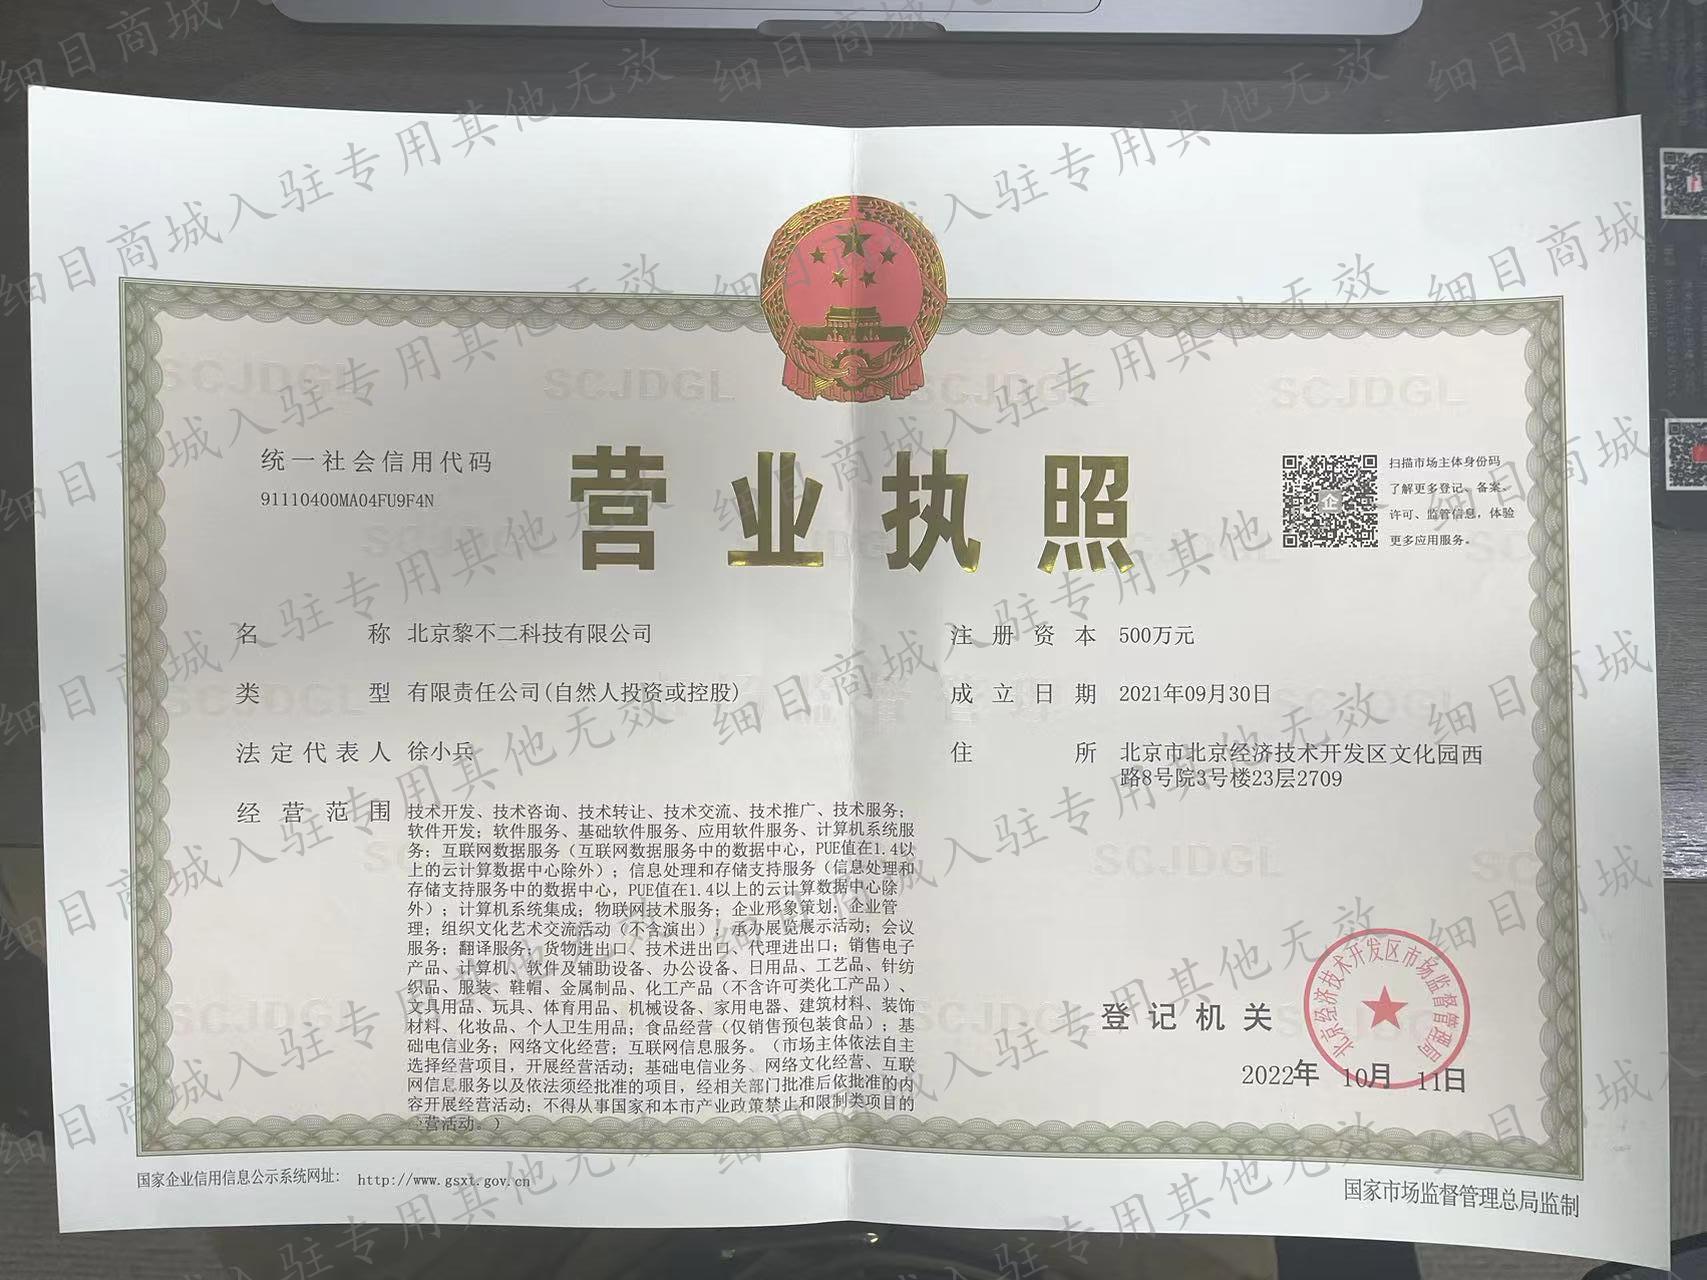 统一社会信用代码
91110400MA04FU9F4N
营业执照
扫描市场主体身份码
了解更多登记、备案、
许可、监管信息，体验
更多应用服务。
名称 北京黎不二科技有限公司
类型 有限责任公司(自然人投资或控股)
法定代表人 徐小兵
经营范围 技术开发、技术咨询、技术转让、技术交流、技术推广、技术服务；
软件开发；软件服务、基础软件服务、应用软件服务、计算机系统服
务；互联网数据服务（互联网数据服务中的数据中心，PUE值在1.4以
上的云计算数据中心除外）；信息处理和存储支持服务（信息处理和
存储支持服务中的数据中心，PUE值在1.4以上的云计算数据中心除
外）；计算机系统集成；物联网技术服务；企业形象策划；企业管
理；组织文化艺术交流活动（不含演出）；承办展览展示活动；会议
服务；翻译服务；货物进出口、技术进出口、代理进出口；销售电子
产品、计算机、软件及辅助设备、办公设备、日用品、工艺品、针纺
织品、服装、鞋帽、金属制品、化工产品（不含许可类化工产品）、
文具用品、玩具、体育用品、机械设备、家用电器、建筑材料、装饰
材料、化妆品、个人卫生用品；食品经营（仅销售预包装食品）；基
础电信业务；网络文化经营；互联网信息服务。（市场主体依法自主
选择经营项目，开展经营活动；基础电信业务、网络文化经营、互联
网信息服务以及依法须经批准的项目，经相关部门批准后依批准的内
容开展经营活动；不得从事国家和本市产业政策禁止和限制类项目的
营活动。）
注册资本 500万元
成立日期 2021年09月30日
住所 北京市北京经济技术开发区文化园西
路8号院3号楼23层2709
登记机关
北京经济技术开发区市场监督管理局
2022年 10月 11日
国家企业信用信息公示系统网址： http://www.gsxt.gov.cn
国家市场监督管理总局监制
SCJDGL
细目商城入驻专用其他无效